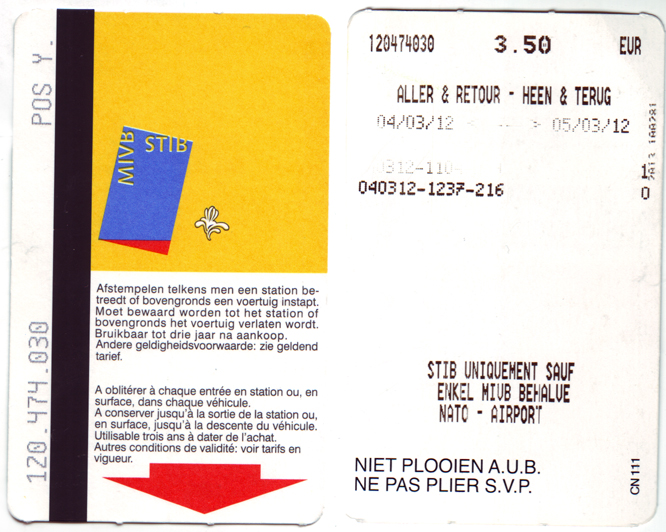 POS Y.
120.474.030
MIVB STIB
Afstempelen telkens men een station be-
treedt of bovengronds een voertuig instapt.
Moet bewaard worden tot het station of
bovengronds het voertuig verlaten wordt.
Bruikbaar tot drie jaar na aankoop.
Andere geldigheidsvoorwaarde: zie geldend
tarief.
A oblitérer à chaque entrée en station ou, en
surface, dans chaque véhicule.
A conserver jusqu'à la sortie de la station ou,
en surface, jusqu'à la descente du véhicule.
Utilisable trois ans à dater de l'achat.
Autres conditions de validité: voir tarifs en
vigueur.
120474030 3.50 EUR
ALLER & RETOUR - HEEN & TERUG
04/03/12 < > 05/03/12
0312-110 1
040312-1237-216 0
STIB UNIQUEMENT SAUF
ENKEL MIVB BEHALVE
NATO - AIRPORT
NIET PLOOIEN A.U.B.
NE PAS PLIER S.V.P.
CN 111